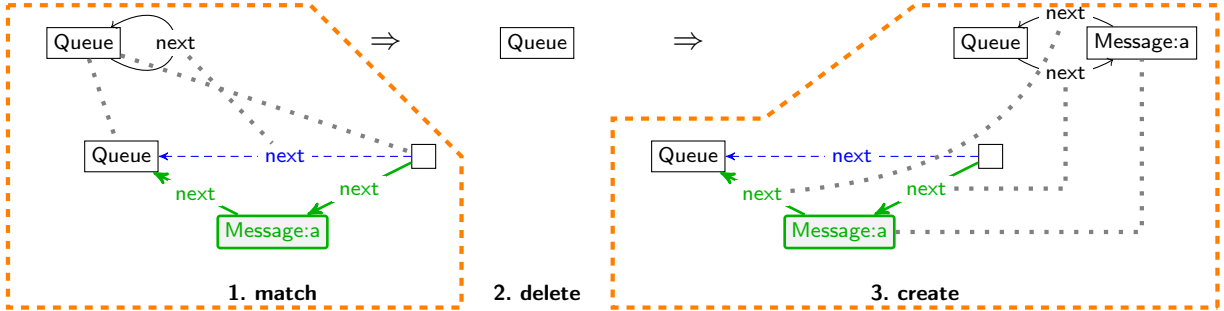 next
Queue
next
⇒
Queue
⇒
Queue
Message:a
next
Queue
next
Queue
next
next
next
next
next
Message:a
Message:a
1. match
2. delete
3. create